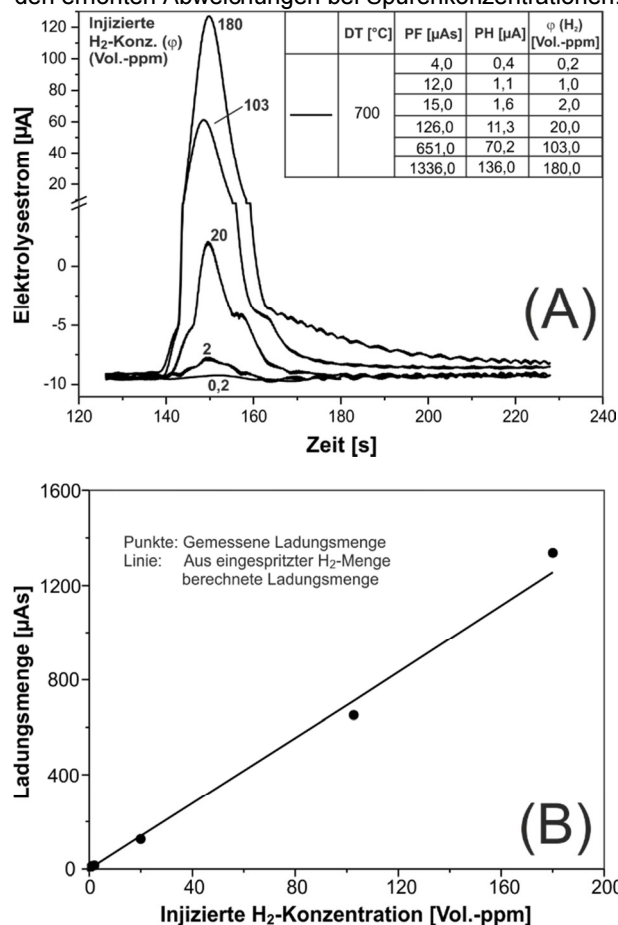 den erhöhten Abweichungen bei Spurenkonzentrationen.
Injizierte
H₂-Konz. (φ)
(Vol.-ppm)
DT [°C] PF [µAs] PH [µA] φ (H₂) [Vol.-ppm]
700
4,0 0,4 0,2
12,0 1,1 1,0
15,0 1,6 2,0
126,0 11,3 20,0
651,0 70,2 103,0
1336,0 136,0 180,0
180
103
20
2
0,2
(A)
Elektrolysestrom [µA]
120
100
80
60
40
20
0
-5
-10
120 140 160 180 200 220 240
Zeit [s]
1600
1200
800
400
0
Ladungsmenge [µAs]
Punkte: Gemessene Ladungsmenge
Linie: Aus eingespritzter H₂-Menge
berechnete Ladungsmenge
(B)
0 40 80 120 160 200
Injizierte H₂-Konzentration [Vol.-ppm]